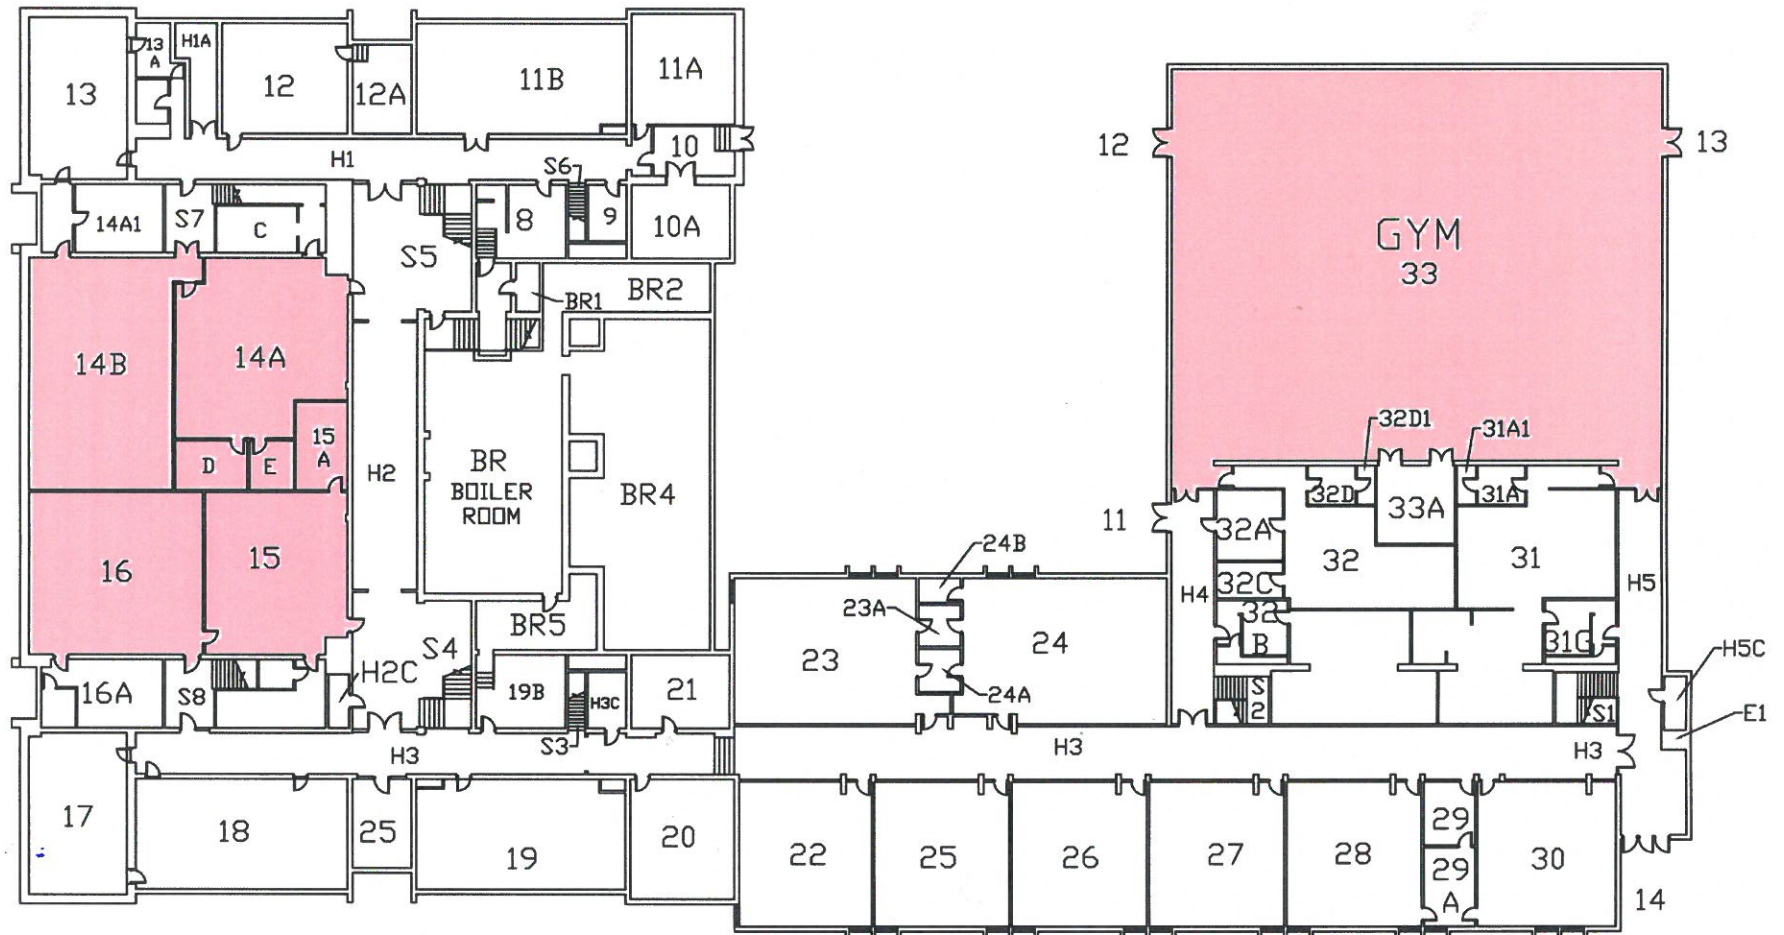 13
13
A
H1A
12
12A
11B
11A
10
H1
S6
14A1
S7
C
S5
8
9
10A
BR1
BR2
12
13
GYM
33
14B
14A
15
A
D
E
H2
BR
BOILER
ROOM
BR4
16
15
32D1
31A1
32D
33A
31A
32A
11
32
31
H4
32C
H5
32
B
31G
24B
23A
23
24
24A
BR5
16A
S8
H2C
S4
19B
H3C
21
S3
S
2
S1
H5C
E1
H3
H3
H3
17
18
25
19
20
22
25
26
27
28
29
29
A
30
14